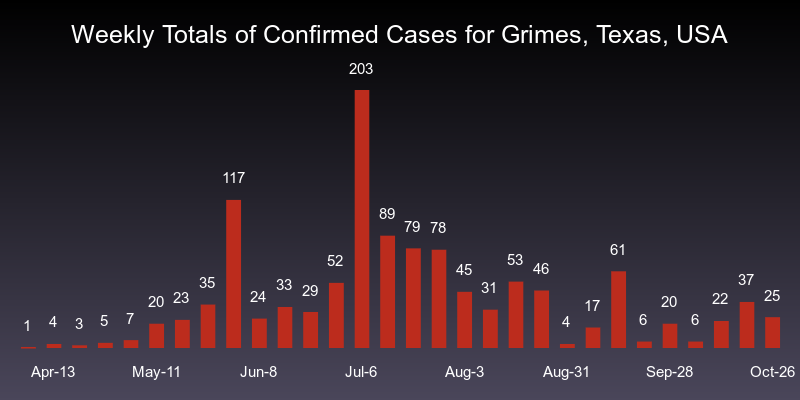 Weekly Totals of Confirmed Cases for Grimes, Texas, USA
1 4 3 5 7 20 23 35 117 24 33 29 52 203 89 79 78 45 31 53 46 4 17 61 6 20 6 22 37 25
Apr-13 May-11 Jun-8 Jul-6 Aug-3 Aug-31 Sep-28 Oct-26